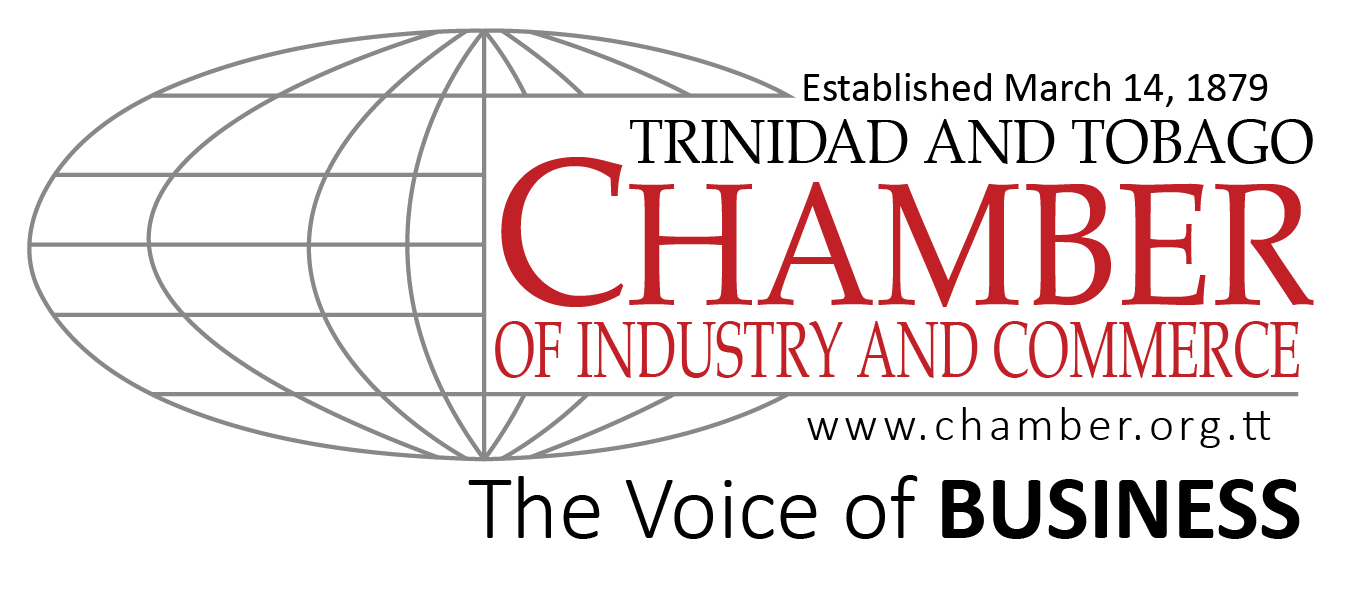 Established March 14, 1879
TRINIDAD AND TOBAGO
CHAMBER
OF INDUSTRY AND COMMERCE
www.chamber.org.tt
The Voice of BUSINESS